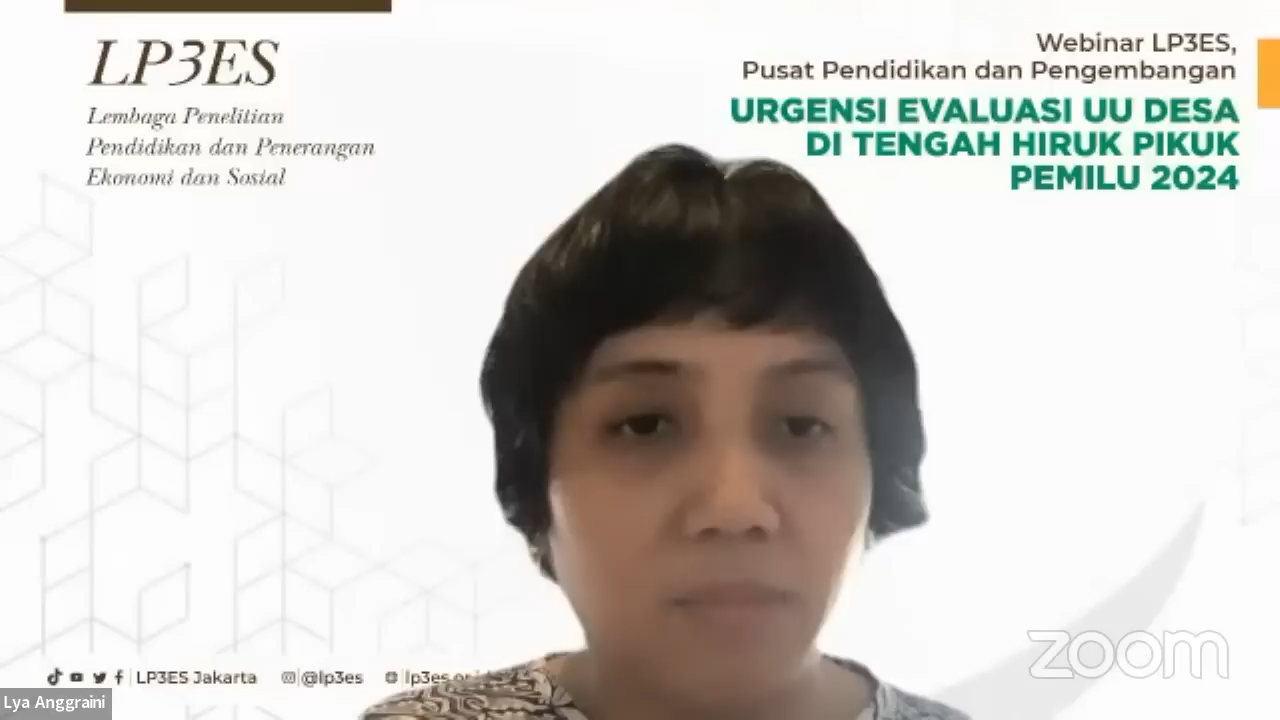 LP3ES
Lembaga Penelitian
Pendidikan dan Penerangan
Ekonomi dan Sosial
Webinar LP3ES,
Pusat Pendidikan dan Pengembangan
URGENSI EVALUASI UU DESA
DI TENGAH HIRUK PIKUK
PEMILU 2024
zoom
LP3ES Jakarta @lp3es
Lya Anggraini